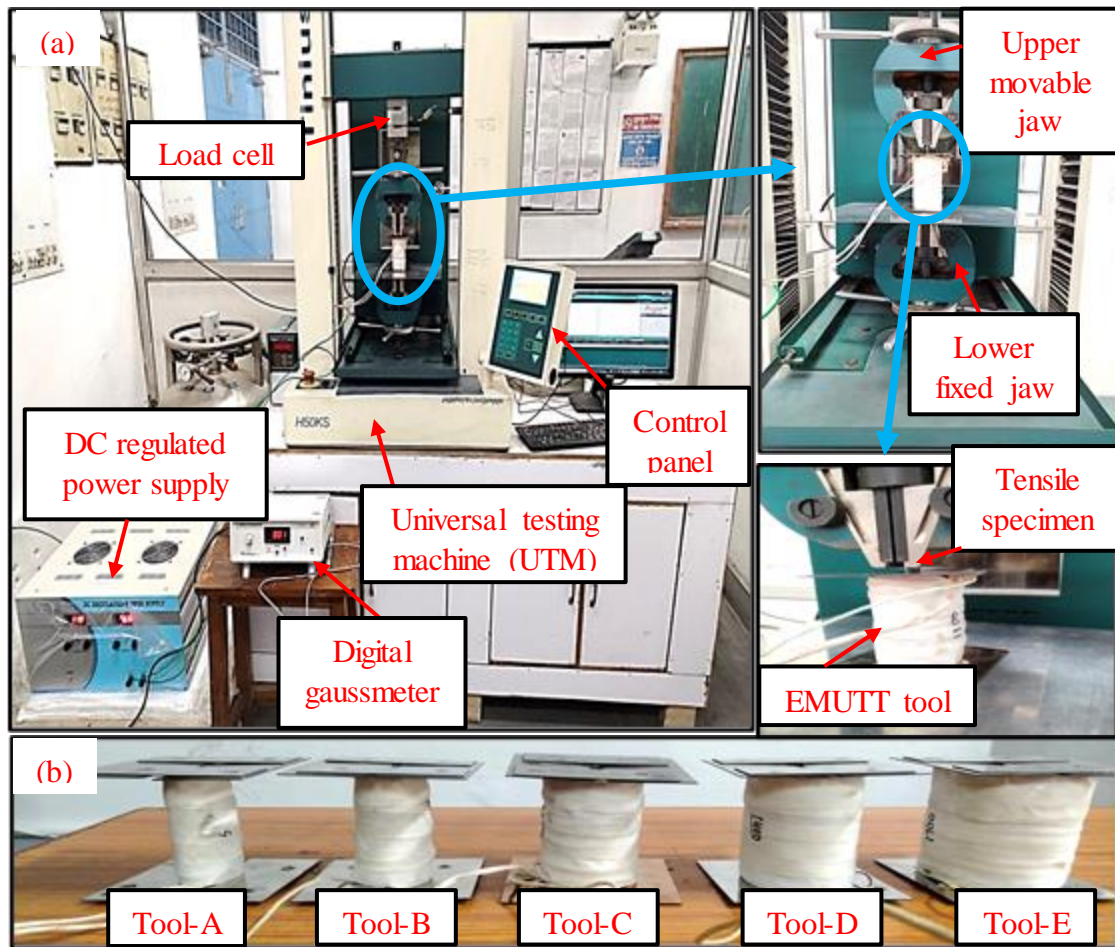 (a)
Load cell
DC regulated
power supply
H50KS
Universal testing
machine (UTM)
Digital
gaussmeter
Control
panel
Upper
movable
jaw
Lower
fixed jaw
Tensile
specimen
EMUTT tool
(b)
Tool-A
Tool-B
Tool-C
Tool-D
Tool-E